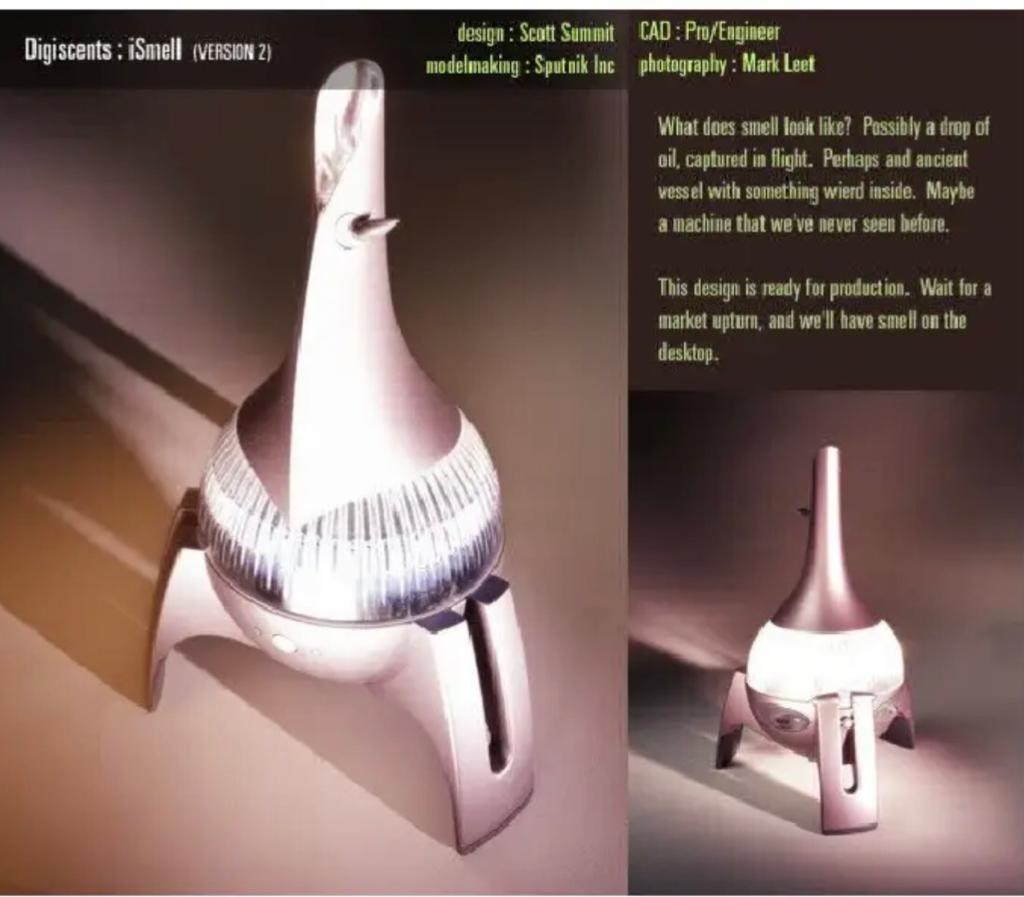 Digiscents : iSmell (VERSION 2)
design : Scott Summit
modelmaking : Sputnik Inc
CAD : Pro/Engineer
photography : Mark Leet
What does smell look like? Possibly a drop of
oil, captured in flight. Perhaps and ancient
vessel with something wierd inside. Maybe
a machine that we've never seen before.
This design is ready for production. Wait for a
market upturn, and we'll have smell on the
desktop.